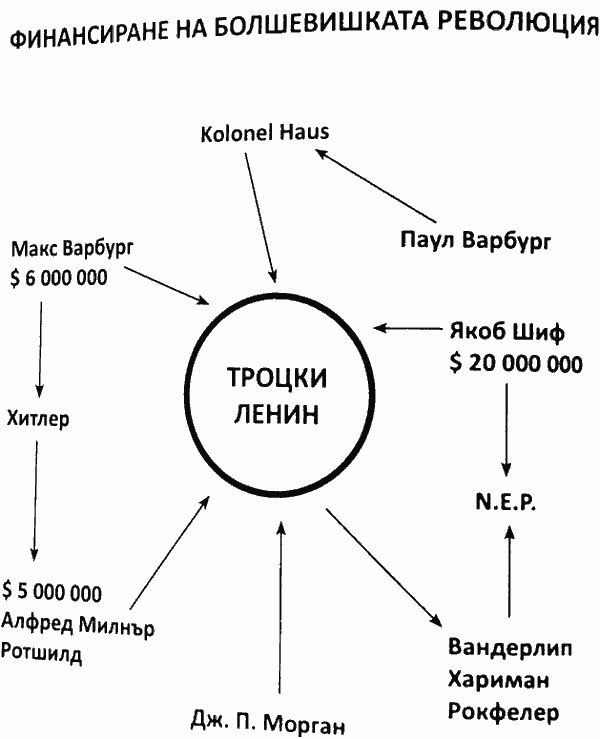 ФИНАНСИРАНЕ НА БОЛШЕВИШКАТА РЕВОЛЮЦИЯ
Kolonel Haus
Паул Варбург
Макс Варбург
$ 6 000 000
Якоб Шиф
$ 20 000 000
ТРОЦКИ
ЛЕНИН
Хитлер
N.E.P.
$ 5 000 000
Алфред Милнър
Ротшилд
Вандерлип
Хариман
Рокфелер
Дж. П. Морган